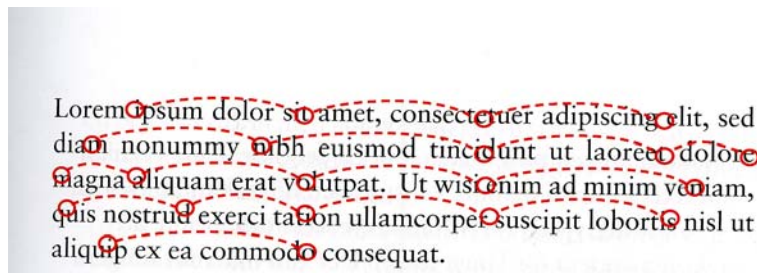 Lorem ipsum dolor sit amet, consectetuer adipiscing elit, sed
diam nonummy nibh euismod tincidunt ut laoreet dolore
magna aliquam erat volutpat. Ut wisi enim ad minim veniam,
quis nostrud exerci tation ullamcorper suscipit lobortis nisl ut
aliquip ex ea commodo consequat.